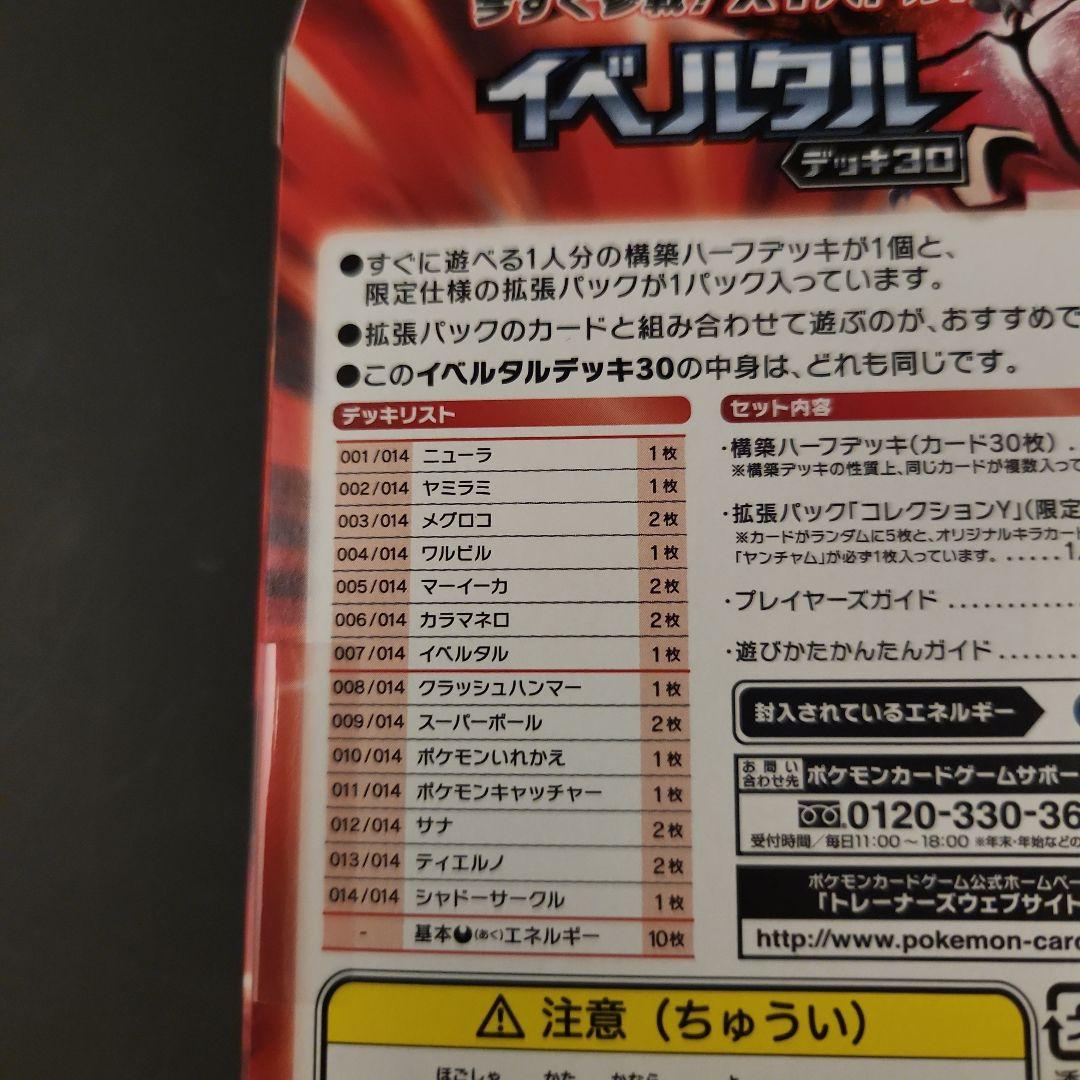 イベルタル
デッキ30
●すぐに遊べる1人分の構築ハーフデッキが1個と、
限定仕様の拡張パックが1パック入っています。
●拡張パックのカードと組み合わせて遊ぶのが、おすすめで
●このイベルタルデッキ30の中身は、どれも同じです。
デッキリスト
001/014 ニューラ 1枚
002/014 ヤミラミ 1枚
003/014 メグロコ 2枚
004/014 ワルビル 1枚
005/014 マーイーカ 2枚
006/014 カラマネロ 2枚
007/014 イベルタル 1枚
008/014 クラッシュハンマー 1枚
009/014 スーパーボール 2枚
010/014 ポケモンいれかえ 1枚
011/014 ポケモンキャッチャー 1枚
012/014 サナ 2枚
013/014 ティエルノ 2枚
014/014 シャドーサークル 1枚
- 基本(あく)エネルギー 10枚
セット内容
・構築ハーフデッキ(カード30枚) ..
※構築デッキの性質上、同じカードが複数入って
・拡張パック「コレクションY」(限定
※カードがランダムに5枚と、オリジナルキラカード
「ヤンチャム」が必ず1枚入っています。 .....1
・プレイヤーズガイド ............
・遊びかたかんたんガイド ........
封入されているエネルギー
お問い合わせ先 ポケモンカードゲームサポー
0120-330-36
受付時間/毎日11:00~18:00 ※年末・年始などの
ポケモンカードゲーム公式ホームペー
「トレーナーズウェブサイト
http://www.pokemon-card
⚠ 注意(ちゅうい)
ほごしゃ かた かなら よ